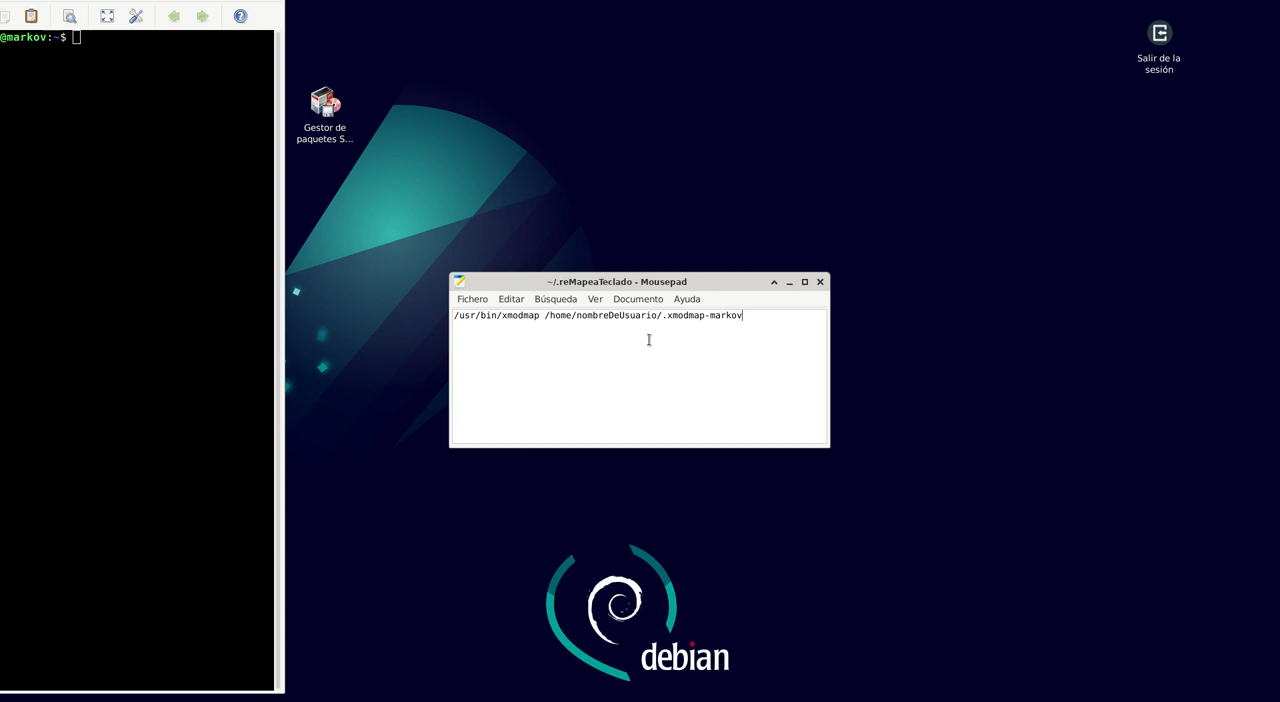 @markov:~$
Salir de la
sesión
Gestor de
paquetes S...
~/.reMapeaTeclado - Mousepad
Fichero Editar Búsqueda Ver Documento Ayuda
/usr/bin/xmodmap /home/nombreDeUsuario/.xmodmap-markov
debian